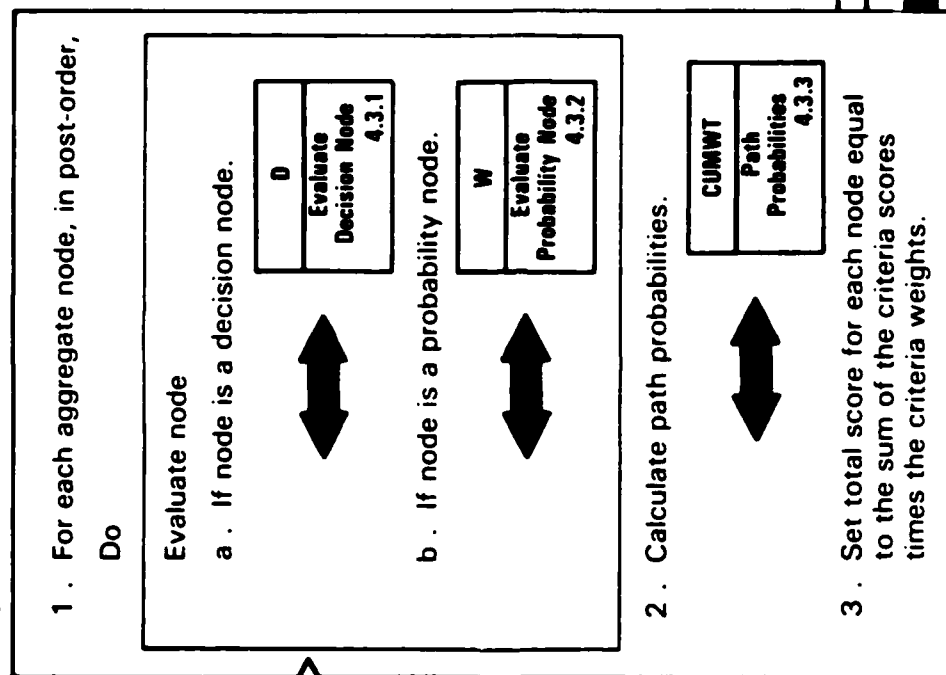 1. For each aggregate node, in post-order,
Do
Evaluate node
a. If node is a decision node.
D
Evaluate
Decision Node
4.3.1
b. If node is a probability node.
W
Evaluate
Probability Node
4.3.2
2. Calculate path probabilities.
CUMWT
Path
Probabilities
4.3.3
3. Set total score for each node equal
to the sum of the criteria scores
times the criteria weights.